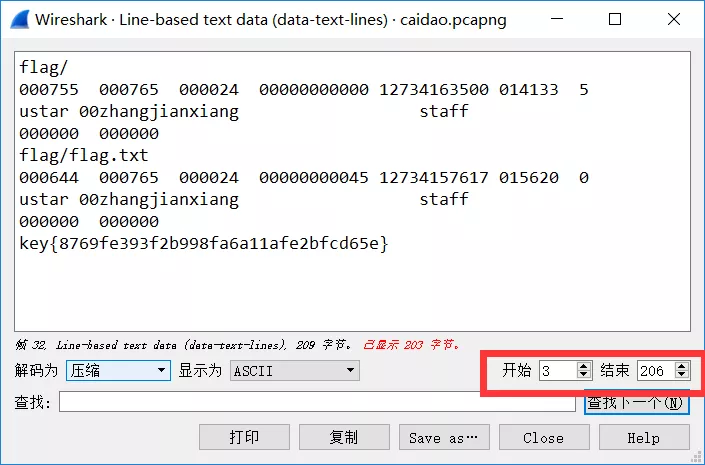 Wireshark · Line-based text data (data-text-lines) · caidao.pcapng
flag/
000755  000765  000024  00000000000 12734163500 014133  5
ustar 00zhangjianxiang                  staff
000000  000000
flag/flag.txt
000644  000765  000024  00000000045 12734157617 015620  0
ustar 00zhangjianxiang                  staff
000000  000000
key{8769fe393f2b998fa6a11afe2bfcd65e}
帧 32, Line-based text data (data-text-lines), 209 字节。 已显示 203 字节。
解码为 压缩 显示为 ASCII 开始 3 结束 206
查找: 查找下一个(N)
打印 复制 Save as… Close Help